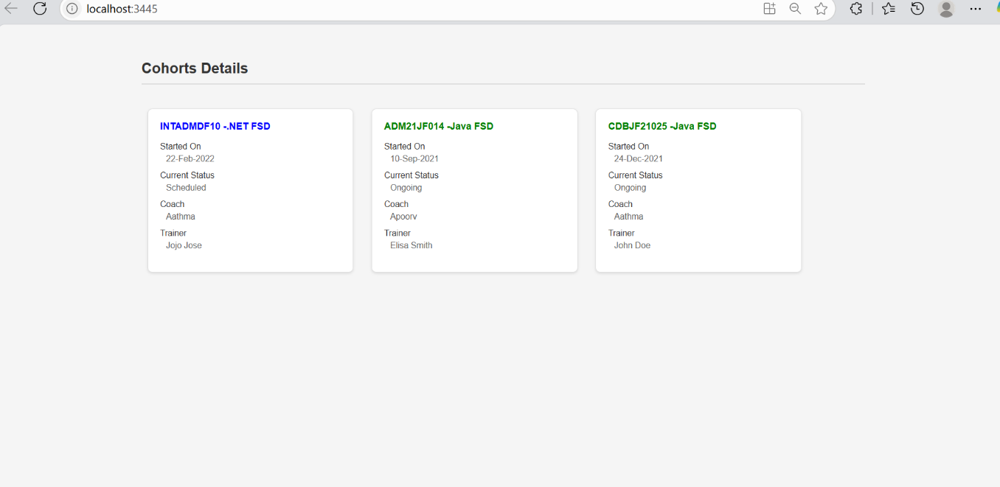 localhost:3445
Cohorts Details
INTADMDF10 -.NET FSD
Started On
22-Feb-2022
Current Status
Scheduled
Coach
Aathma
Trainer
Jojo Jose
ADM21JF014 -Java FSD
Started On
10-Sep-2021
Current Status
Ongoing
Coach
Apoorv
Trainer
Elisa Smith
CDBJF21025 -Java FSD
Started On
24-Dec-2021
Current Status
Ongoing
Coach
Aathma
Trainer
John Doe